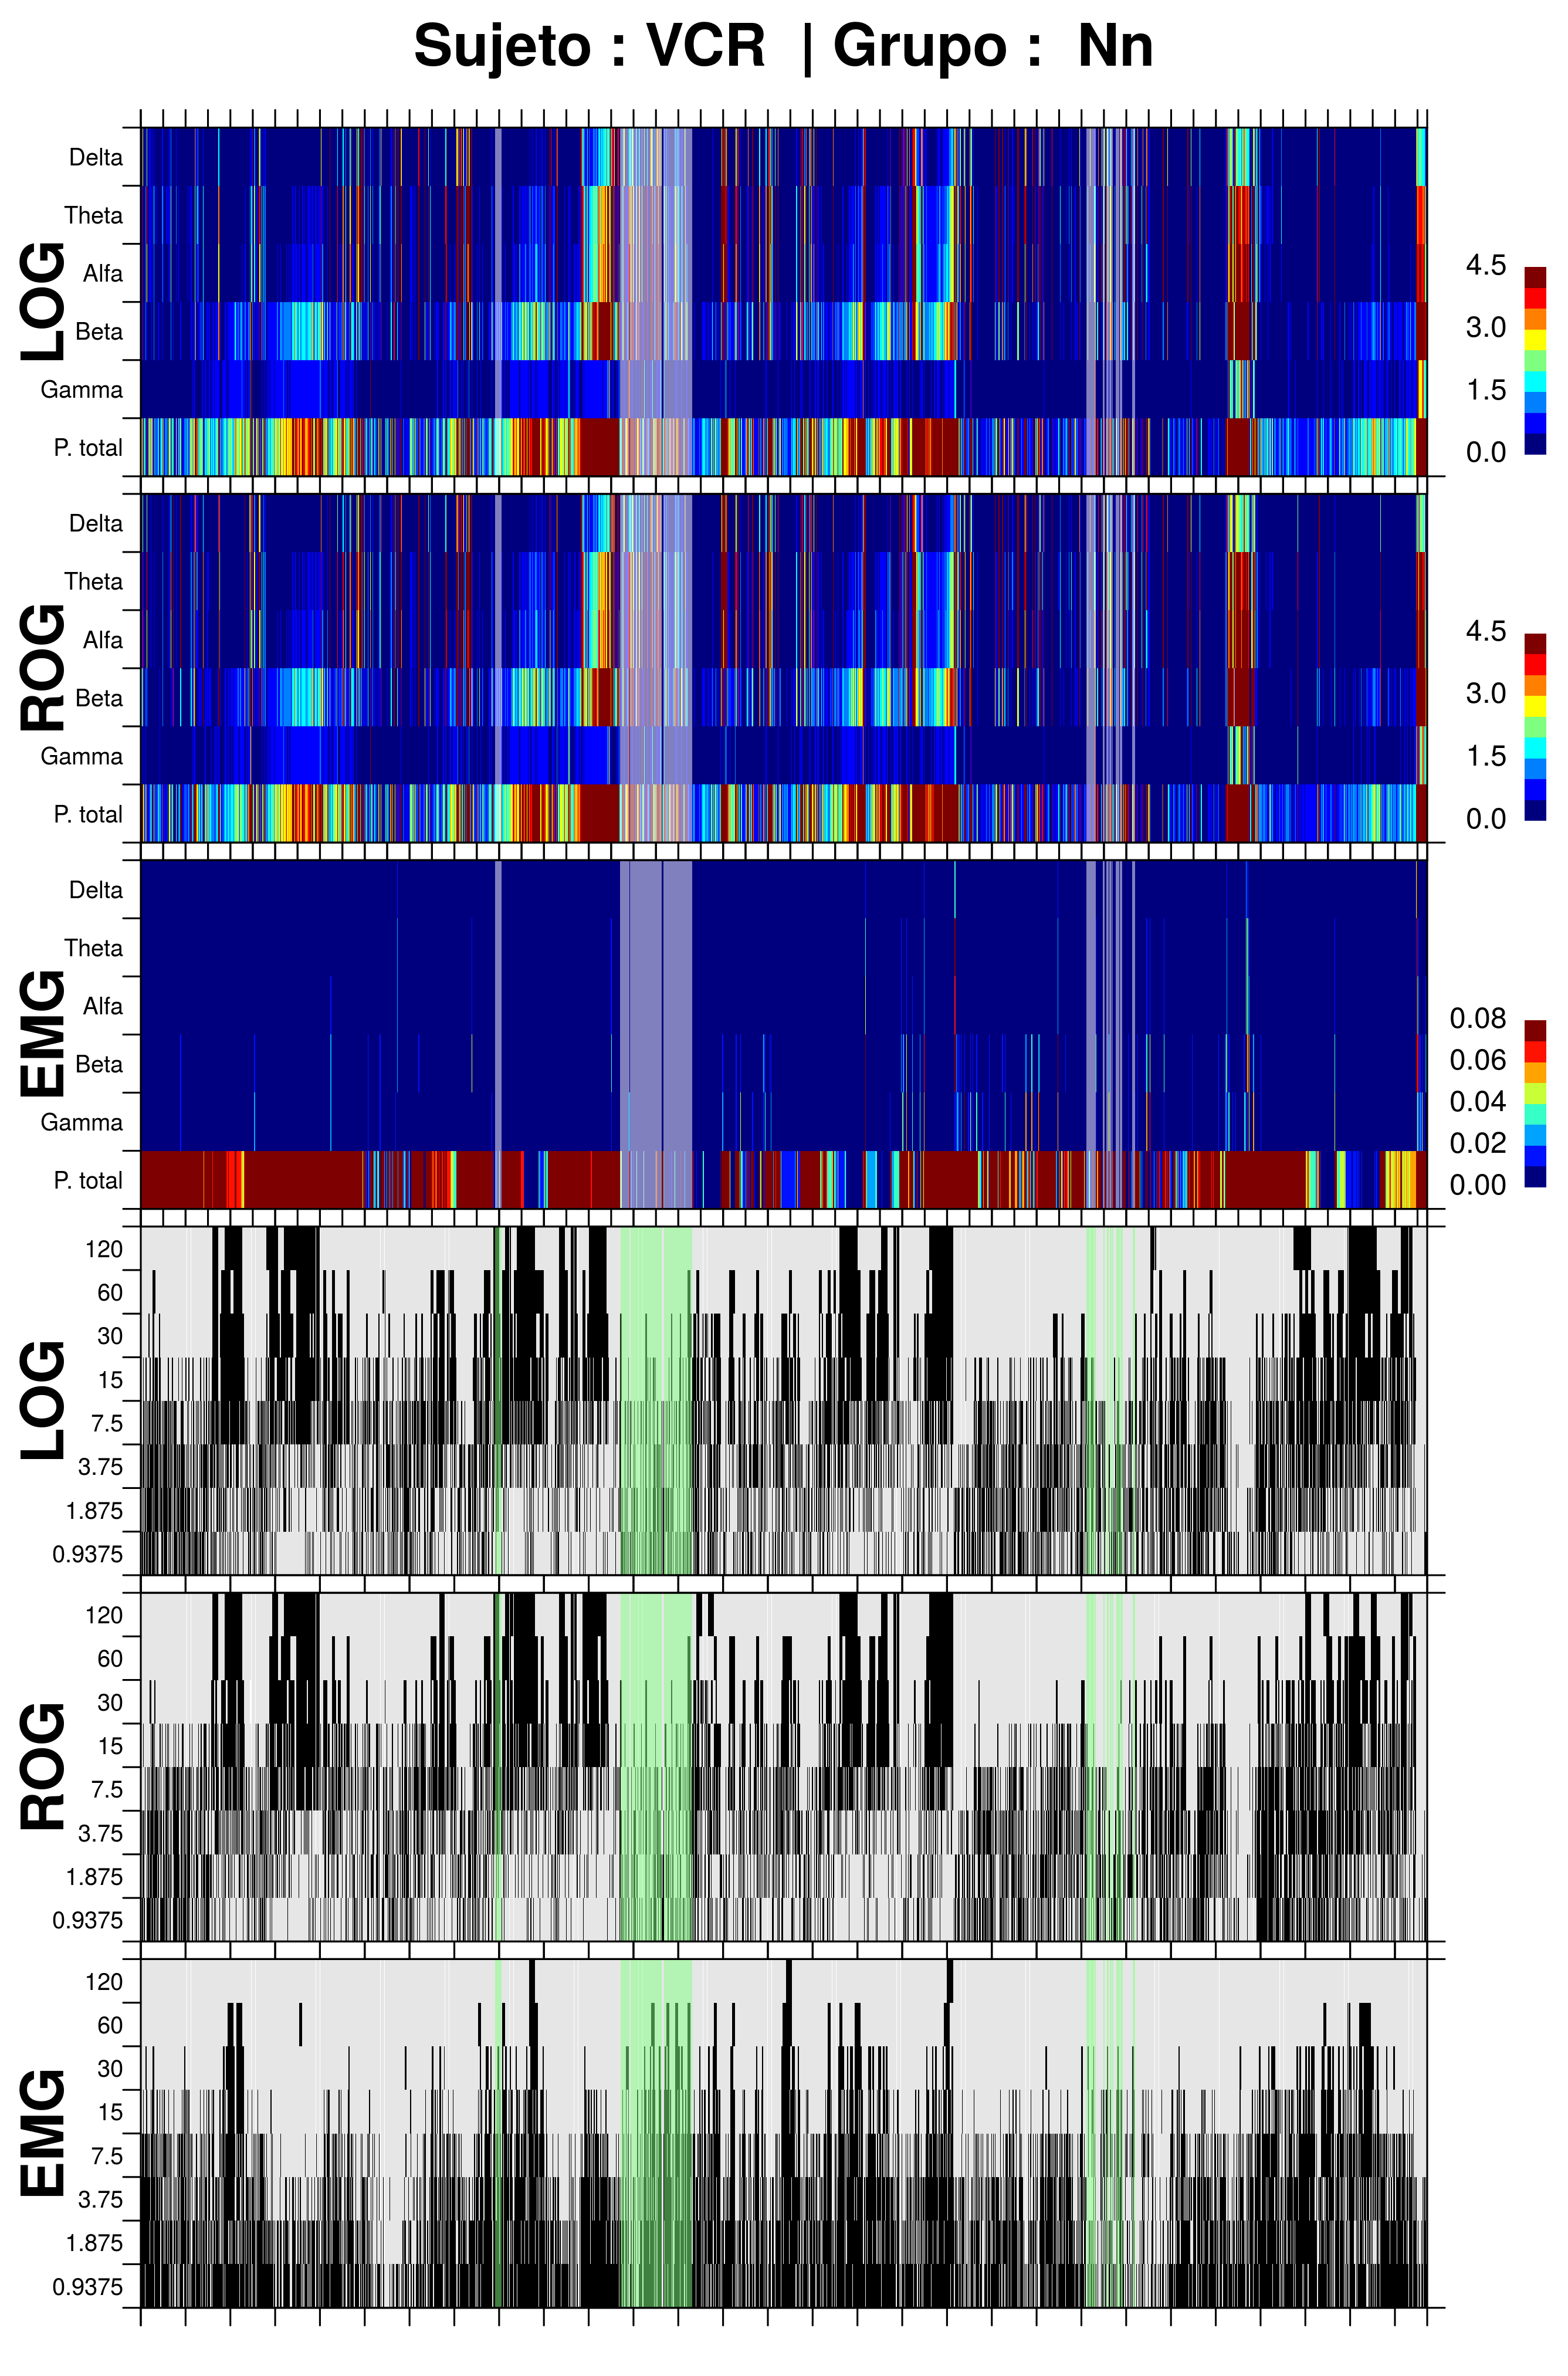 Sujeto : VCR | Grupo : Nn
LOG
Delta
Theta
Alfa
Beta
Gamma
P. total
4.5
3.0
1.5
0.0
ROG
Delta
Theta
Alfa
Beta
Gamma
P. total
4.5
3.0
1.5
0.0
EMG
Delta
Theta
Alfa
Beta
Gamma
P. total
0.08
0.06
0.04
0.02
0.00
LOG
120
60
30
15
7.5
3.75
1.875
0.9375
ROG
120
60
30
15
7.5
3.75
1.875
0.9375
EMG
120
60
30
15
7.5
3.75
1.875
0.9375